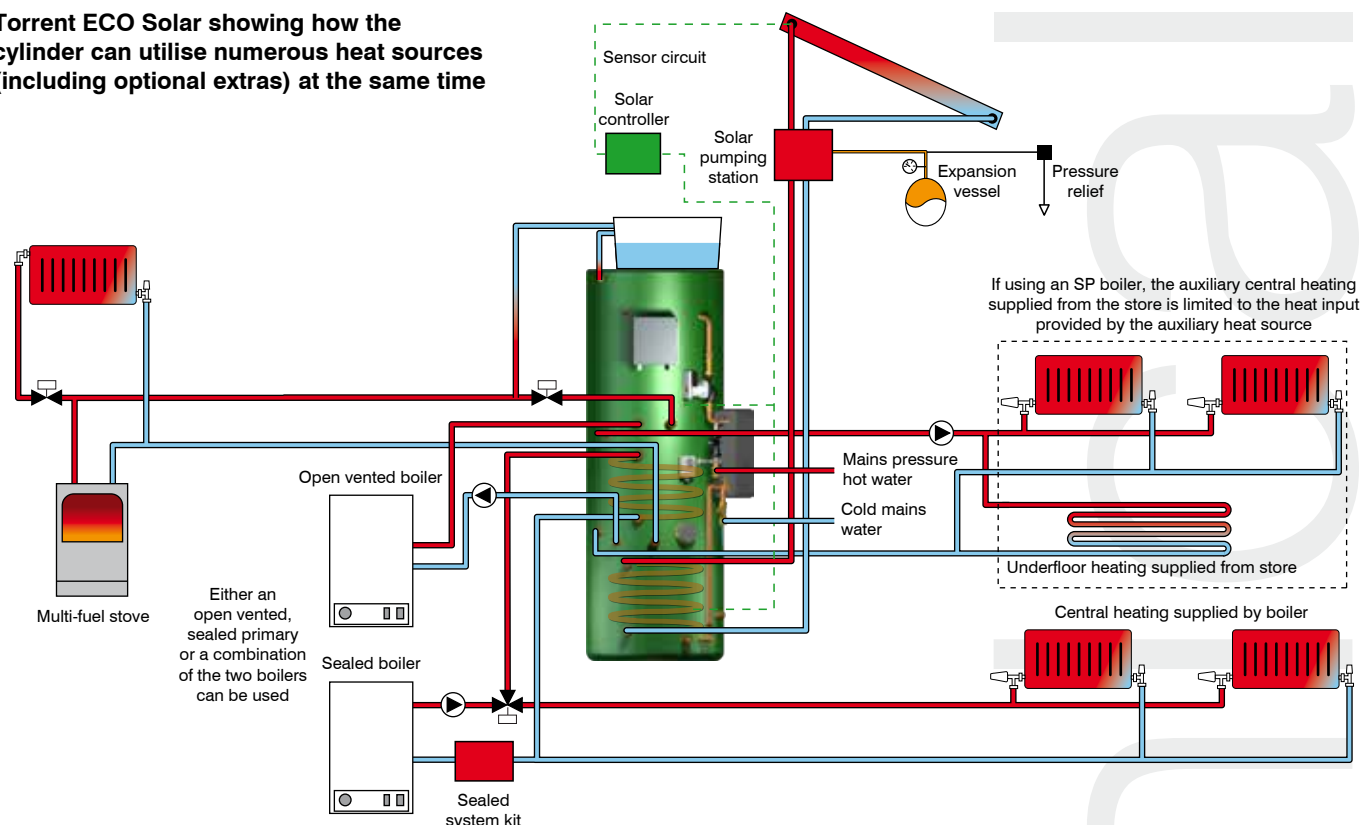 Torrent ECO Solar showing how the
cylinder can utilise numerous heat sources
(including optional extras) at the same time
Sensor circuit
Solar
controller
Solar
pumping
station
Expansion
vessel
Pressure
relief
If using an SP boiler, the auxiliary central heating
supplied from the store is limited to the heat input
provided by the auxiliary heat source
Mains pressure
hot water
Cold mains
water
Open vented boiler
Underfloor heating supplied from store
Multi-fuel stove
Either an
open vented,
sealed primary
or a combination
of the two boilers
can be used
Central heating supplied by boiler
Sealed boiler
Sealed
system kit